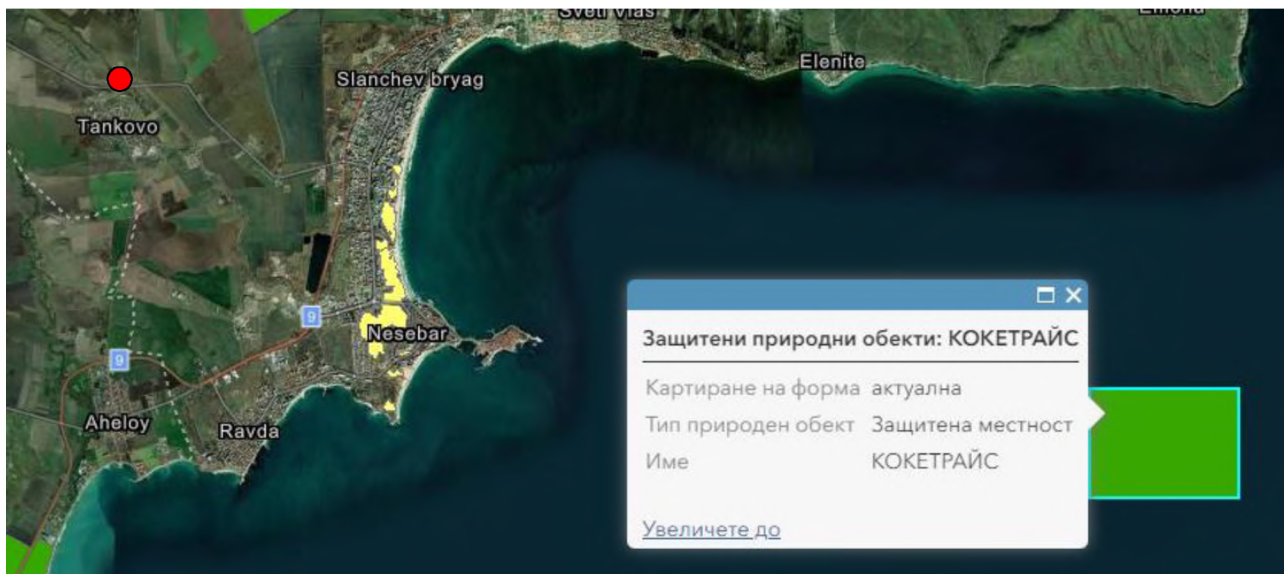 Sveti Vlas
Emona
Elenite
Slanchev bryag
Tankovo
9
Nesebar
9
Aheloy
Ravda
Защитени природни обекти: КОКЕТРАЙС
Картиране на форма актуална
Тип природен обект Защитена местност
Име КОКЕТРАЙС
Увеличете до